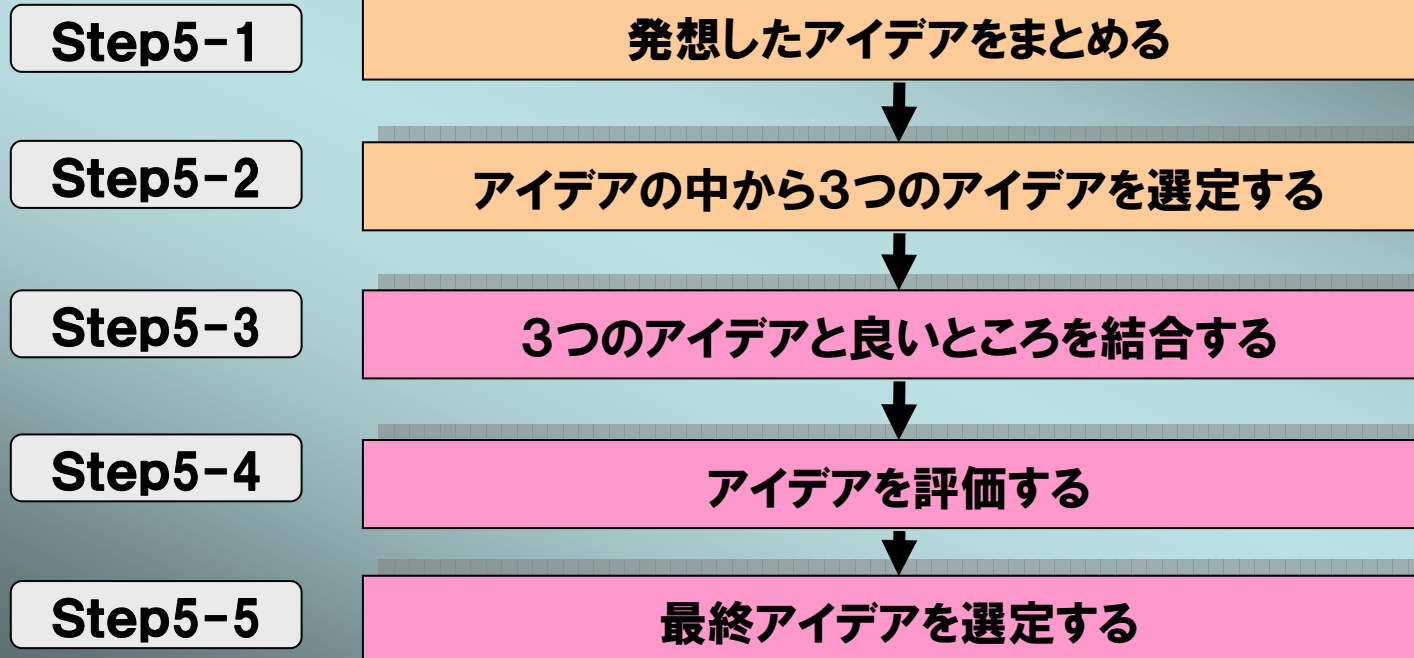 Step5-1
発想したアイデアをまとめる
Step5-2
アイデアの中から3つのアイデアを選定する
Step5-3
3つのアイデアと良いところを結合する
Step5-4
アイデアを評価する
Step5-5
最終アイデアを選定する